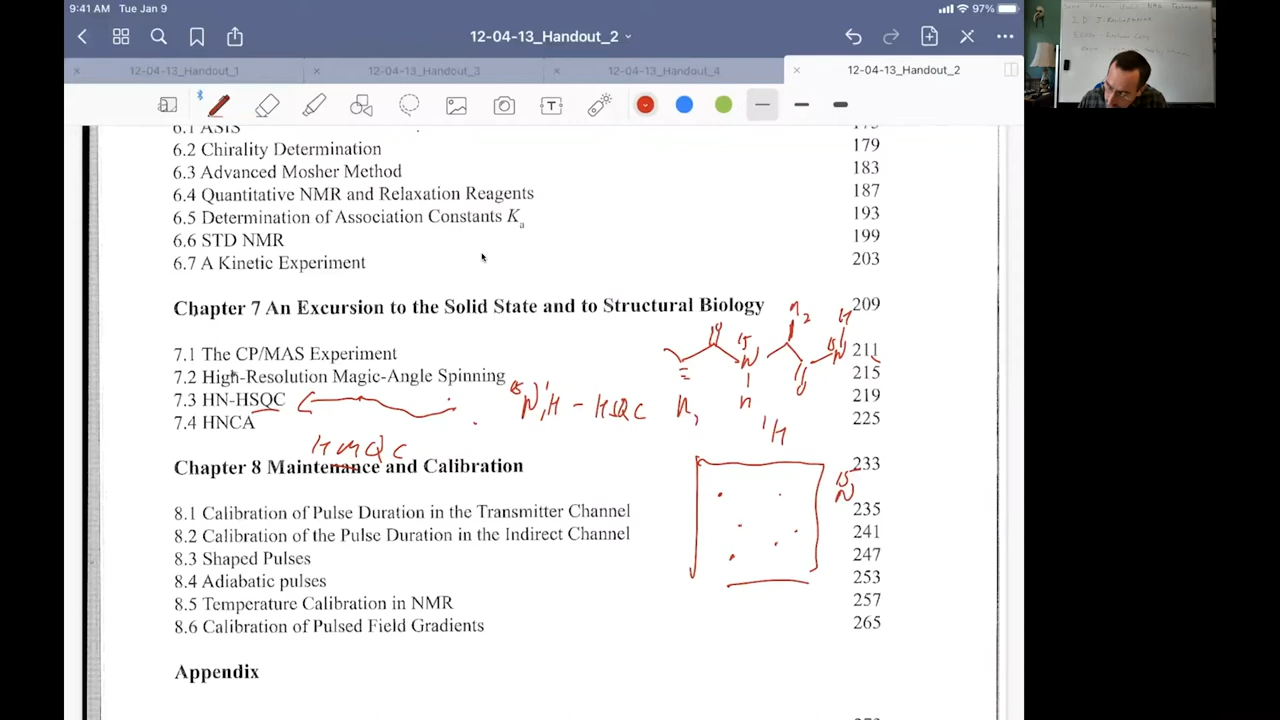 9:41 AM Tue Jan 9
97%
12-04-13_Handout_2
12-04-13_Handout_1
12-04-13_Handout_3
12-04-13_Handout_4
12-04-13_Handout_2
6.1 ASIS 175
6.2 Chirality Determination 179
6.3 Advanced Mosher Method 183
6.4 Quantitative NMR and Relaxation Reagents 187
6.5 Determination of Association Constants Ka 193
6.6 STD NMR 199
6.7 A Kinetic Experiment 203
Chapter 7 An Excursion to the Solid State and to Structural Biology 209
7.1 The CP/MAS Experiment 211
7.2 High-Resolution Magic-Angle Spinning 215
7.3 HN-HSQC 219
15N, 1H - HSQC
7.4 HNCA 225
1H
HMQC
Chapter 8 Maintenance and Calibration 233
15N
8.1 Calibration of Pulse Duration in the Transmitter Channel 235
8.2 Calibration of the Pulse Duration in the Indirect Channel 241
8.3 Shaped Pulses 247
8.4 Adiabatic pulses 253
8.5 Temperature Calibration in NMR 257
8.6 Calibration of Pulsed Field Gradients 265
Appendix